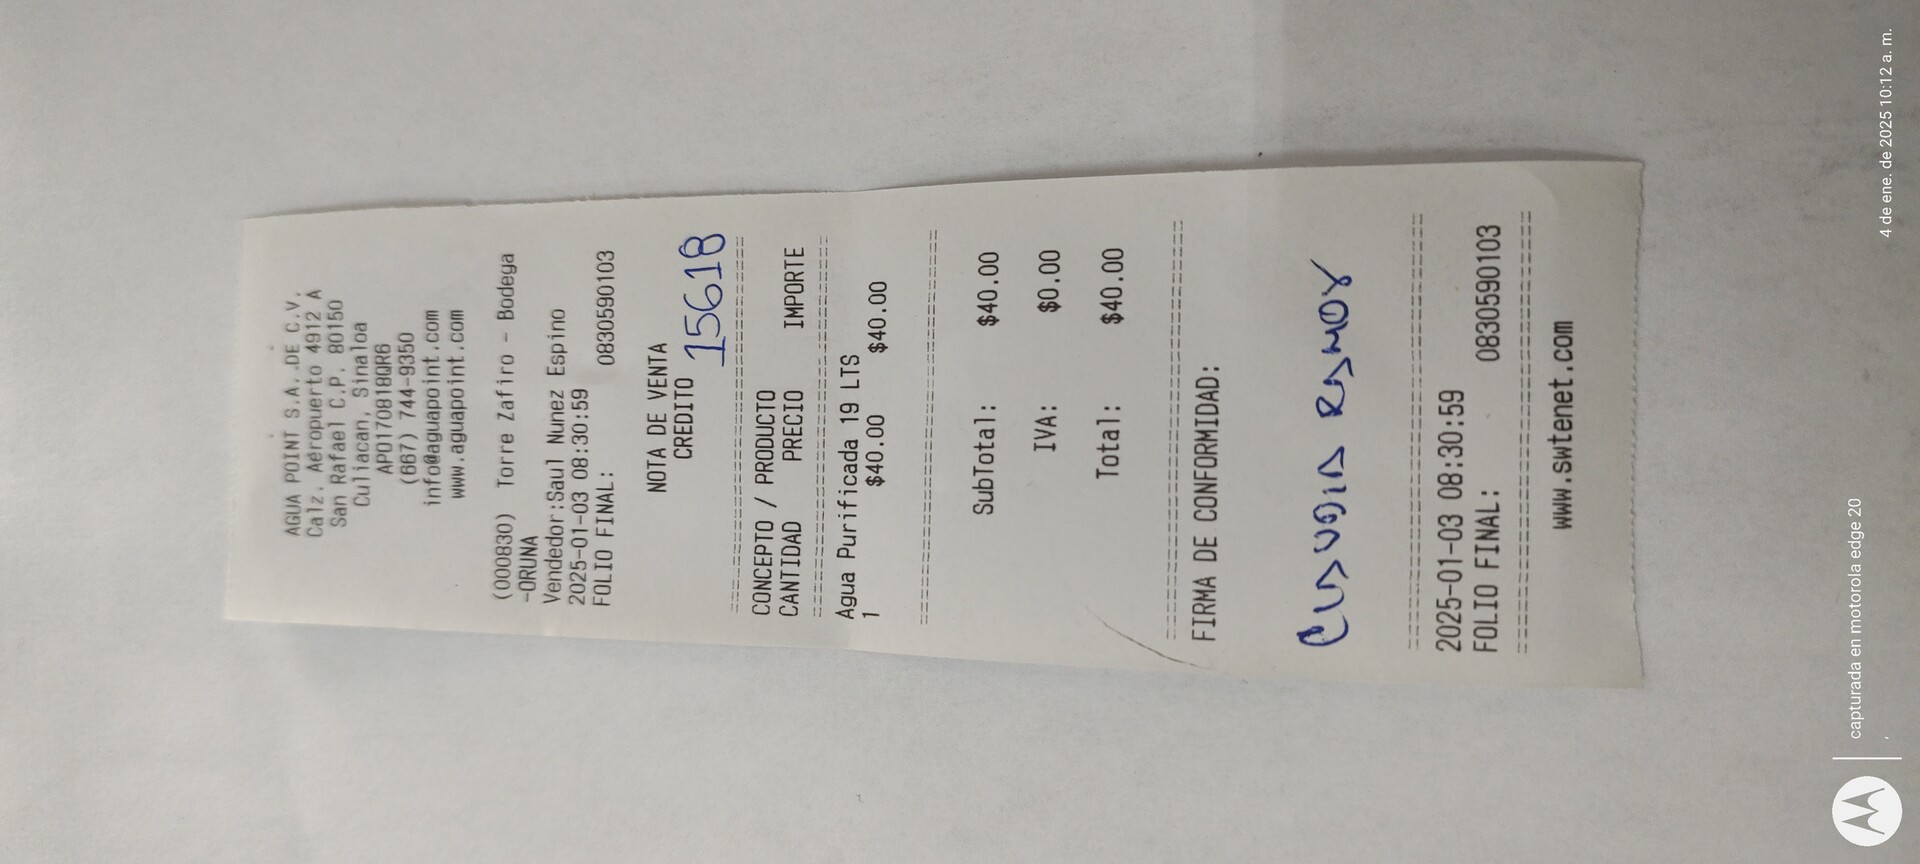 AGUA POINT S.A. DE C.V.
Calz. Aeropuerto 4912 A
San Rafael C.P. 80150
Culiacan, Sinaloa
APO170818QR6
(667) 744-9350
info@aguapoint.com
www.aguapoint.com
(000830) Torre Zafiro - Bodega
-ORUNA
Vendedor:Saul Nunez Espino
2025-01-03 08:30:59
FOLIO FINAL: 0830590103
NOTA DE VENTA
CREDITO
15618
CONCEPTO / PRODUCTO
CANTIDAD PRECIO IMPORTE
Agua Purificada 19 LTS
1 $40.00 $40.00
SubTotal: $40.00
IVA: $0.00
Total: $40.00
FIRMA DE CONFORMIDAD:
2025-01-03 08:30:59
FOLIO FINAL: 0830590103
www.swtenet.com
capturada en motorola edge 20
4 de ene. de 2025 10:12 a. m.